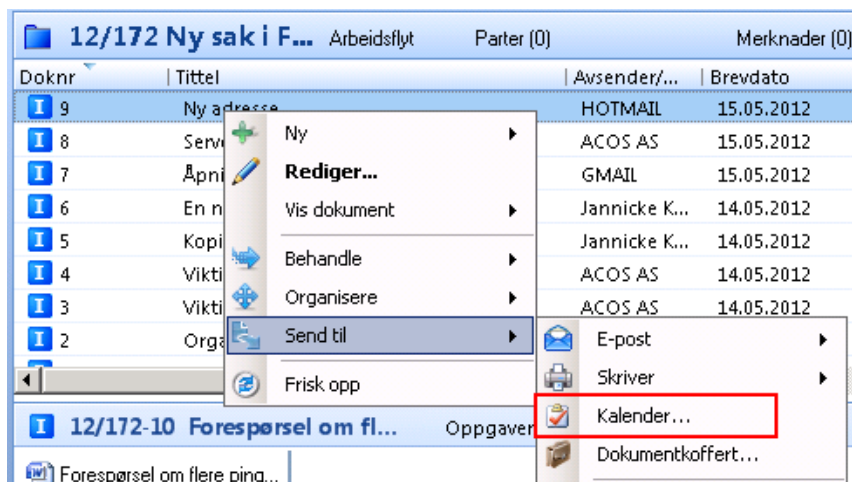 12/172 Ny sak i F... Arbeidsflyt Parter (0) Merknader (0)
Doknr Tittel Avsender/... Brevdato
I 9 Ny adresse HOTMAIL 15.05.2012
I 8 Serv ACOS AS 15.05.2012
I 7 Åpni GMAIL 15.05.2012
I 6 En n Jannicke K... 14.05.2012
I 5 Kopi Jannicke K... 14.05.2012
I 4 Vikti ACOS AS 14.05.2012
I 3 Vikti ACOS AS 14.05.2012
I 2 Orga
Ny
Rediger...
Vis dokument
Behandle
Organisere
Send til
Frisk opp
E-post
Skriver
Kalender...
Dokumentkoffert...
I 12/172-10 Forespørsel om fl... Oppgaver
Forespørsel om flere ping...